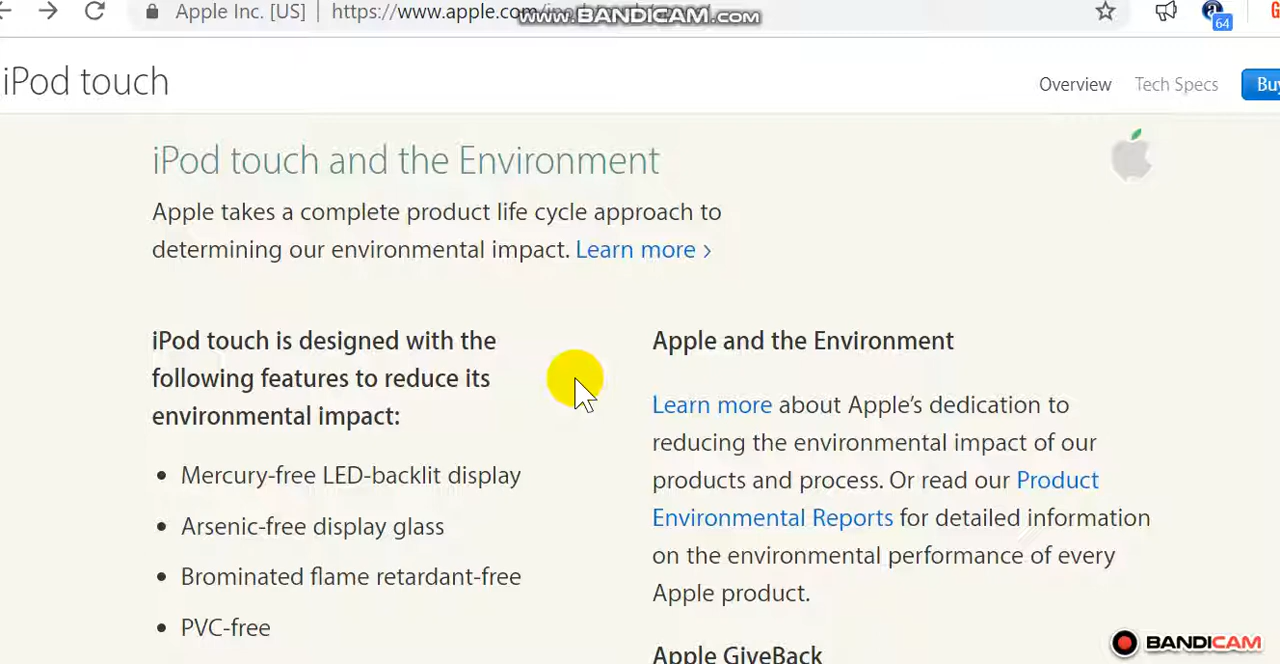 Apple Inc. [US] | https://www.apple.com
www.BANDICAM.com
64
iPod touch
Overview
Tech Specs
Buy
iPod touch and the Environment
Apple takes a complete product life cycle approach to
determining our environmental impact. Learn more >
iPod touch is designed with the
following features to reduce its
environmental impact:
• Mercury-free LED-backlit display
• Arsenic-free display glass
• Brominated flame retardant-free
• PVC-free
Apple and the Environment
Learn more about Apple’s dedication to
reducing the environmental impact of our
products and process. Or read our Product
Environmental Reports for detailed information
on the environmental performance of every
Apple product.
Apple GiveBack
BANDICAM